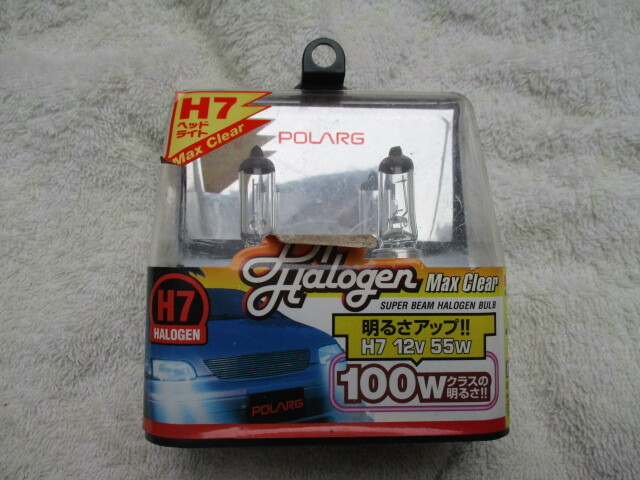 H7
ヘッド
ライト
Max Clear
POLARG
Halogen Max Clear
SUPER BEAM HALOGEN BULB
H7
HALOGEN
明るさアップ!!
H7 12v 55w
100w クラスの
明るさ!!
POLARG